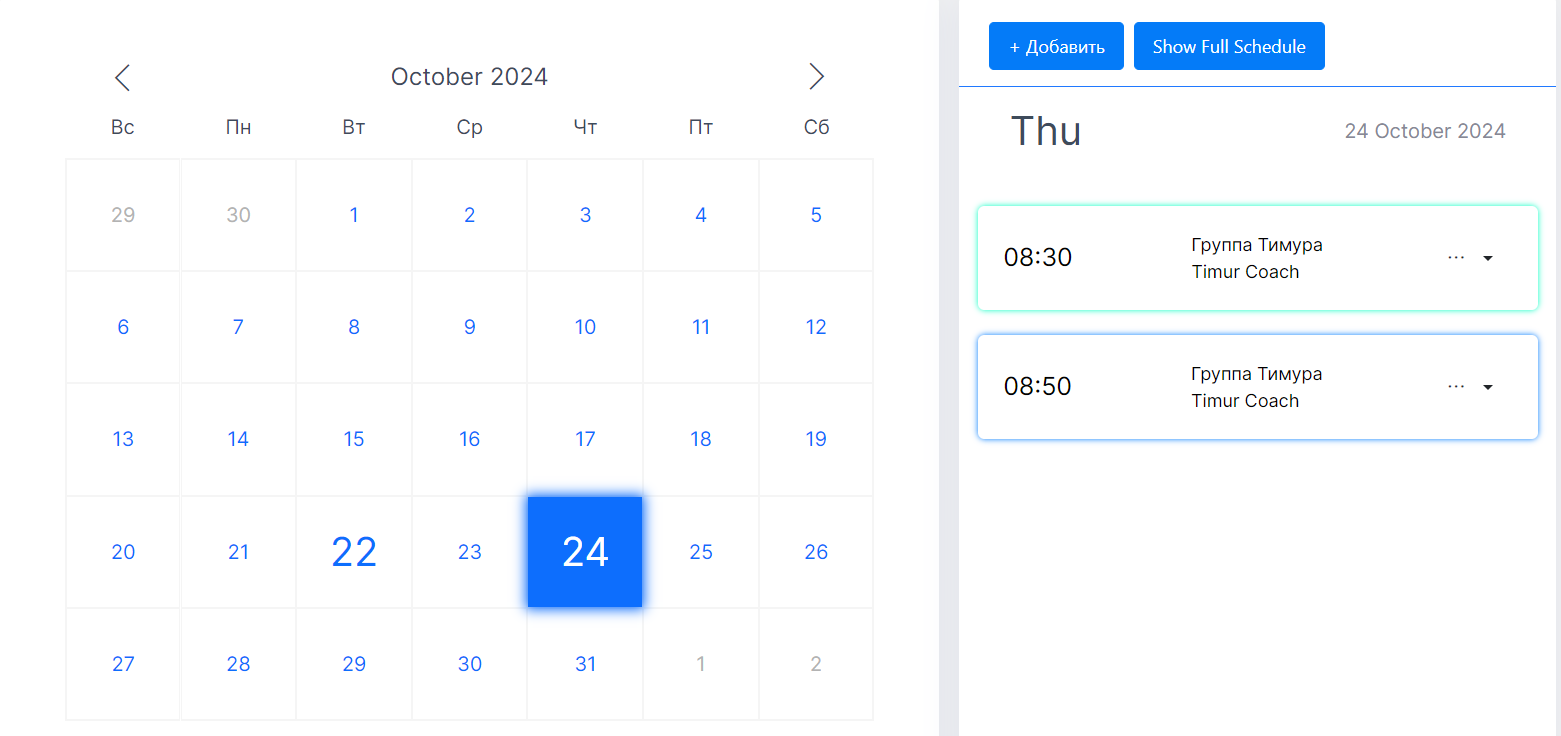 October 2024
Вс Пн Вт Ср Чт Пт Сб
29 30 1 2 3 4 5
6 7 8 9 10 11 12
13 14 15 16 17 18 19
20 21 22 23 24 25 26
27 28 29 30 31 1 2
+ Добавить Show Full Schedule
Thu 24 October 2024
08:30 Группа Тимура ...
Timur Coach
08:50 Группа Тимура ...
Timur Coach